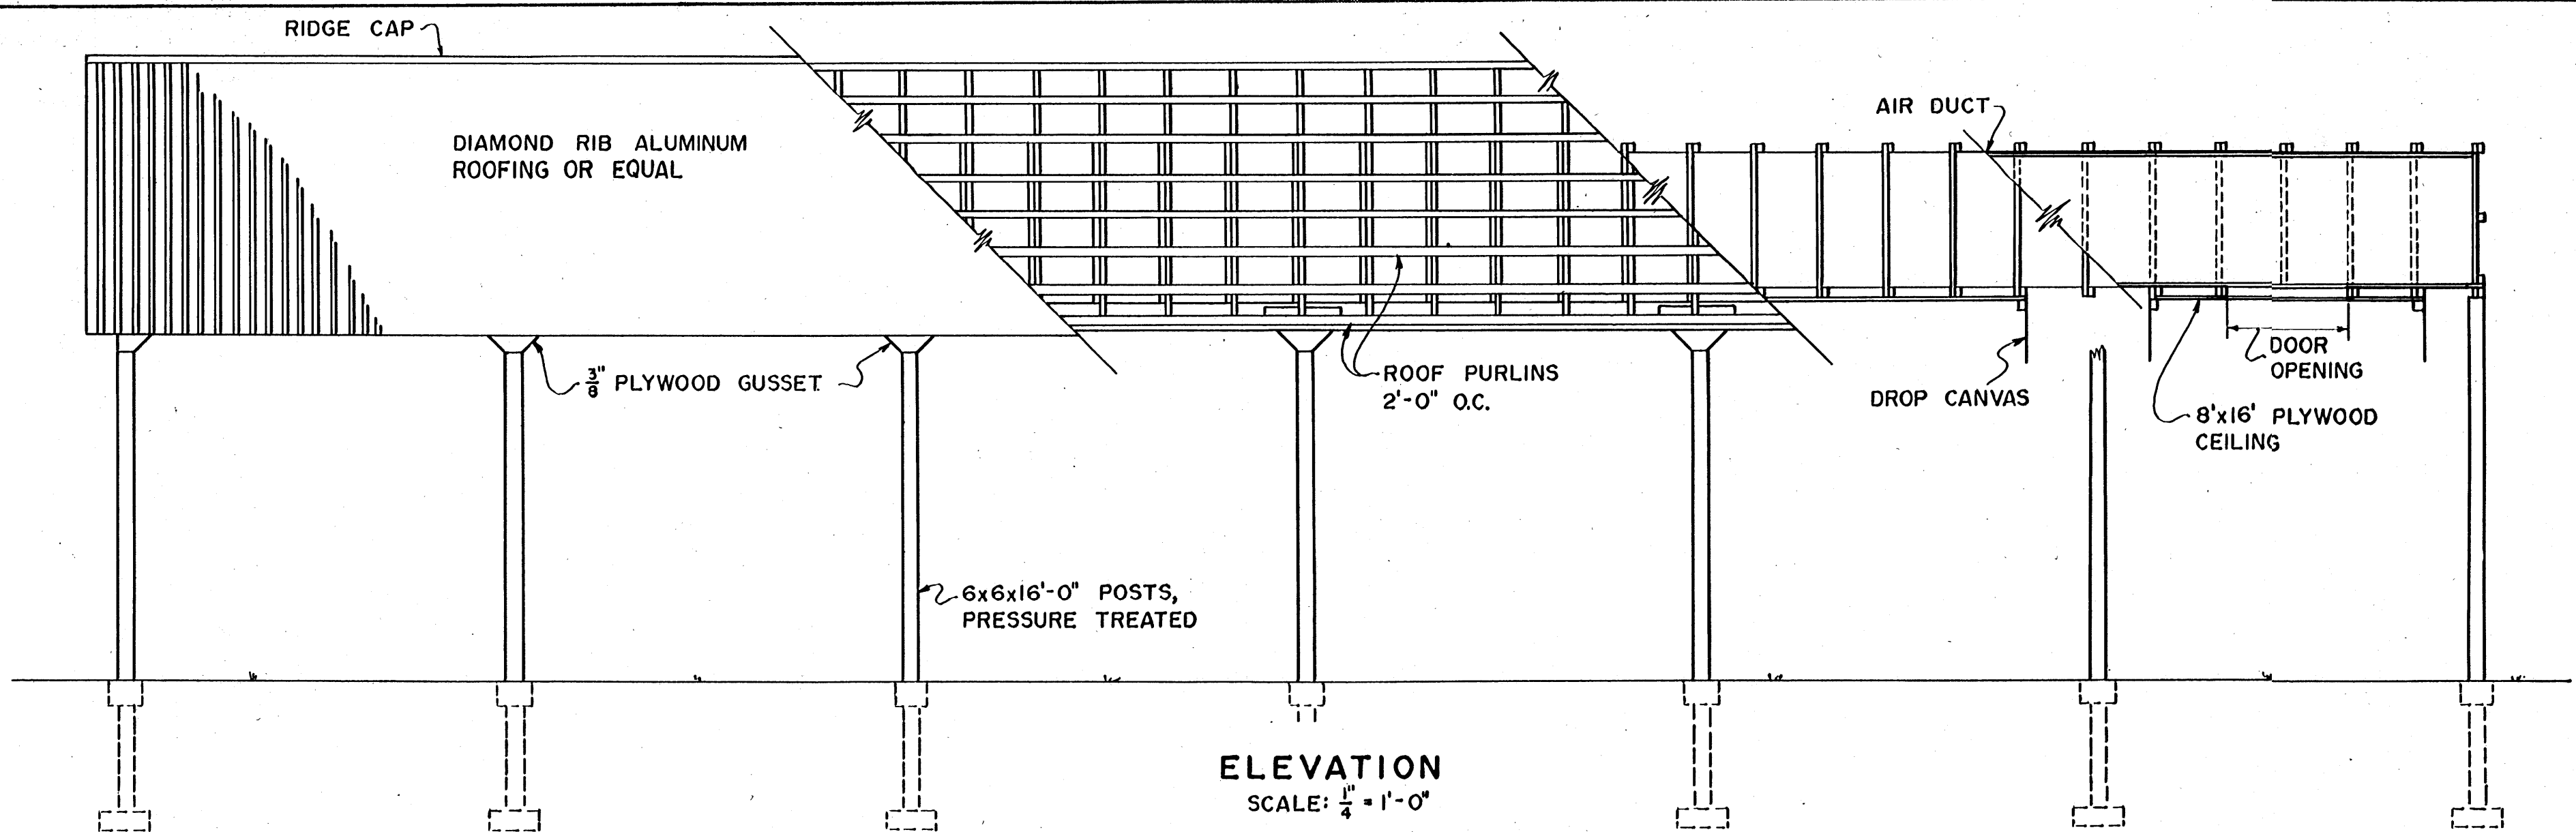 RIDGE CAP
DIAMOND RIB ALUMINUM
ROOFING OR EQUAL
AIR DUCT
3/8" PLYWOOD GUSSET
ROOF PURLINS
2'-0" O.C.
DROP CANVAS
DOOR
OPENING
8'x16' PLYWOOD
CEILING
6x6x16'-0" POSTS,
PRESSURE TREATED
ELEVATION
SCALE: 1/4" = 1'-0"